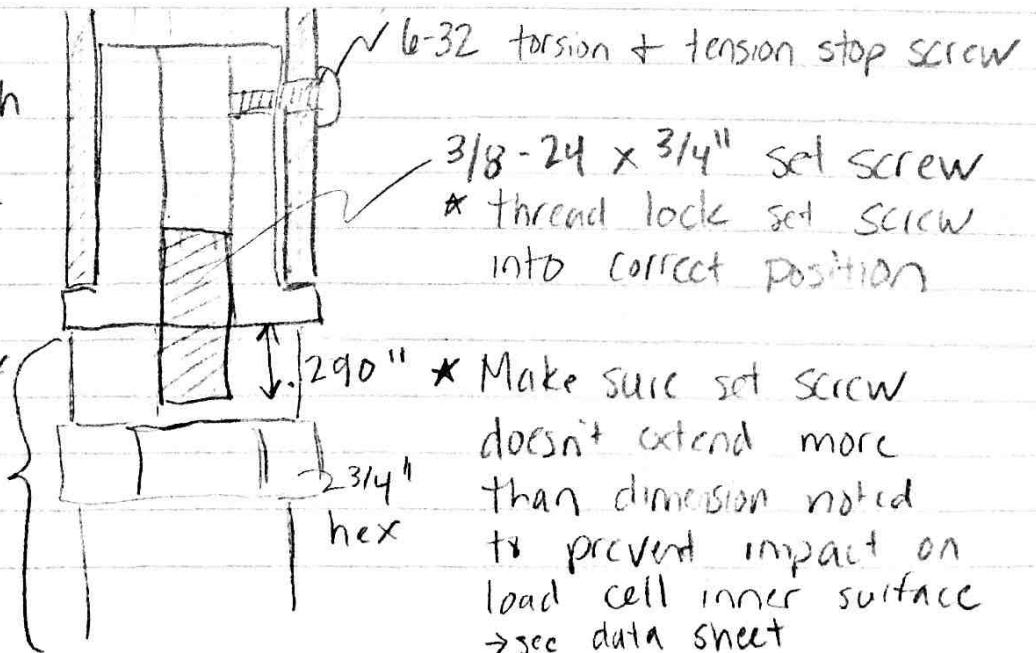 6-32 torsion + tension stop screw
h
3/8-24 x 3/4" set screw
* thread lock set screw
into correct position
.290" * Make sure set screw
doesn't extend more
3/4"
than dimension noted
hex
to prevent impact on
load cell inner surface
→ see data sheet